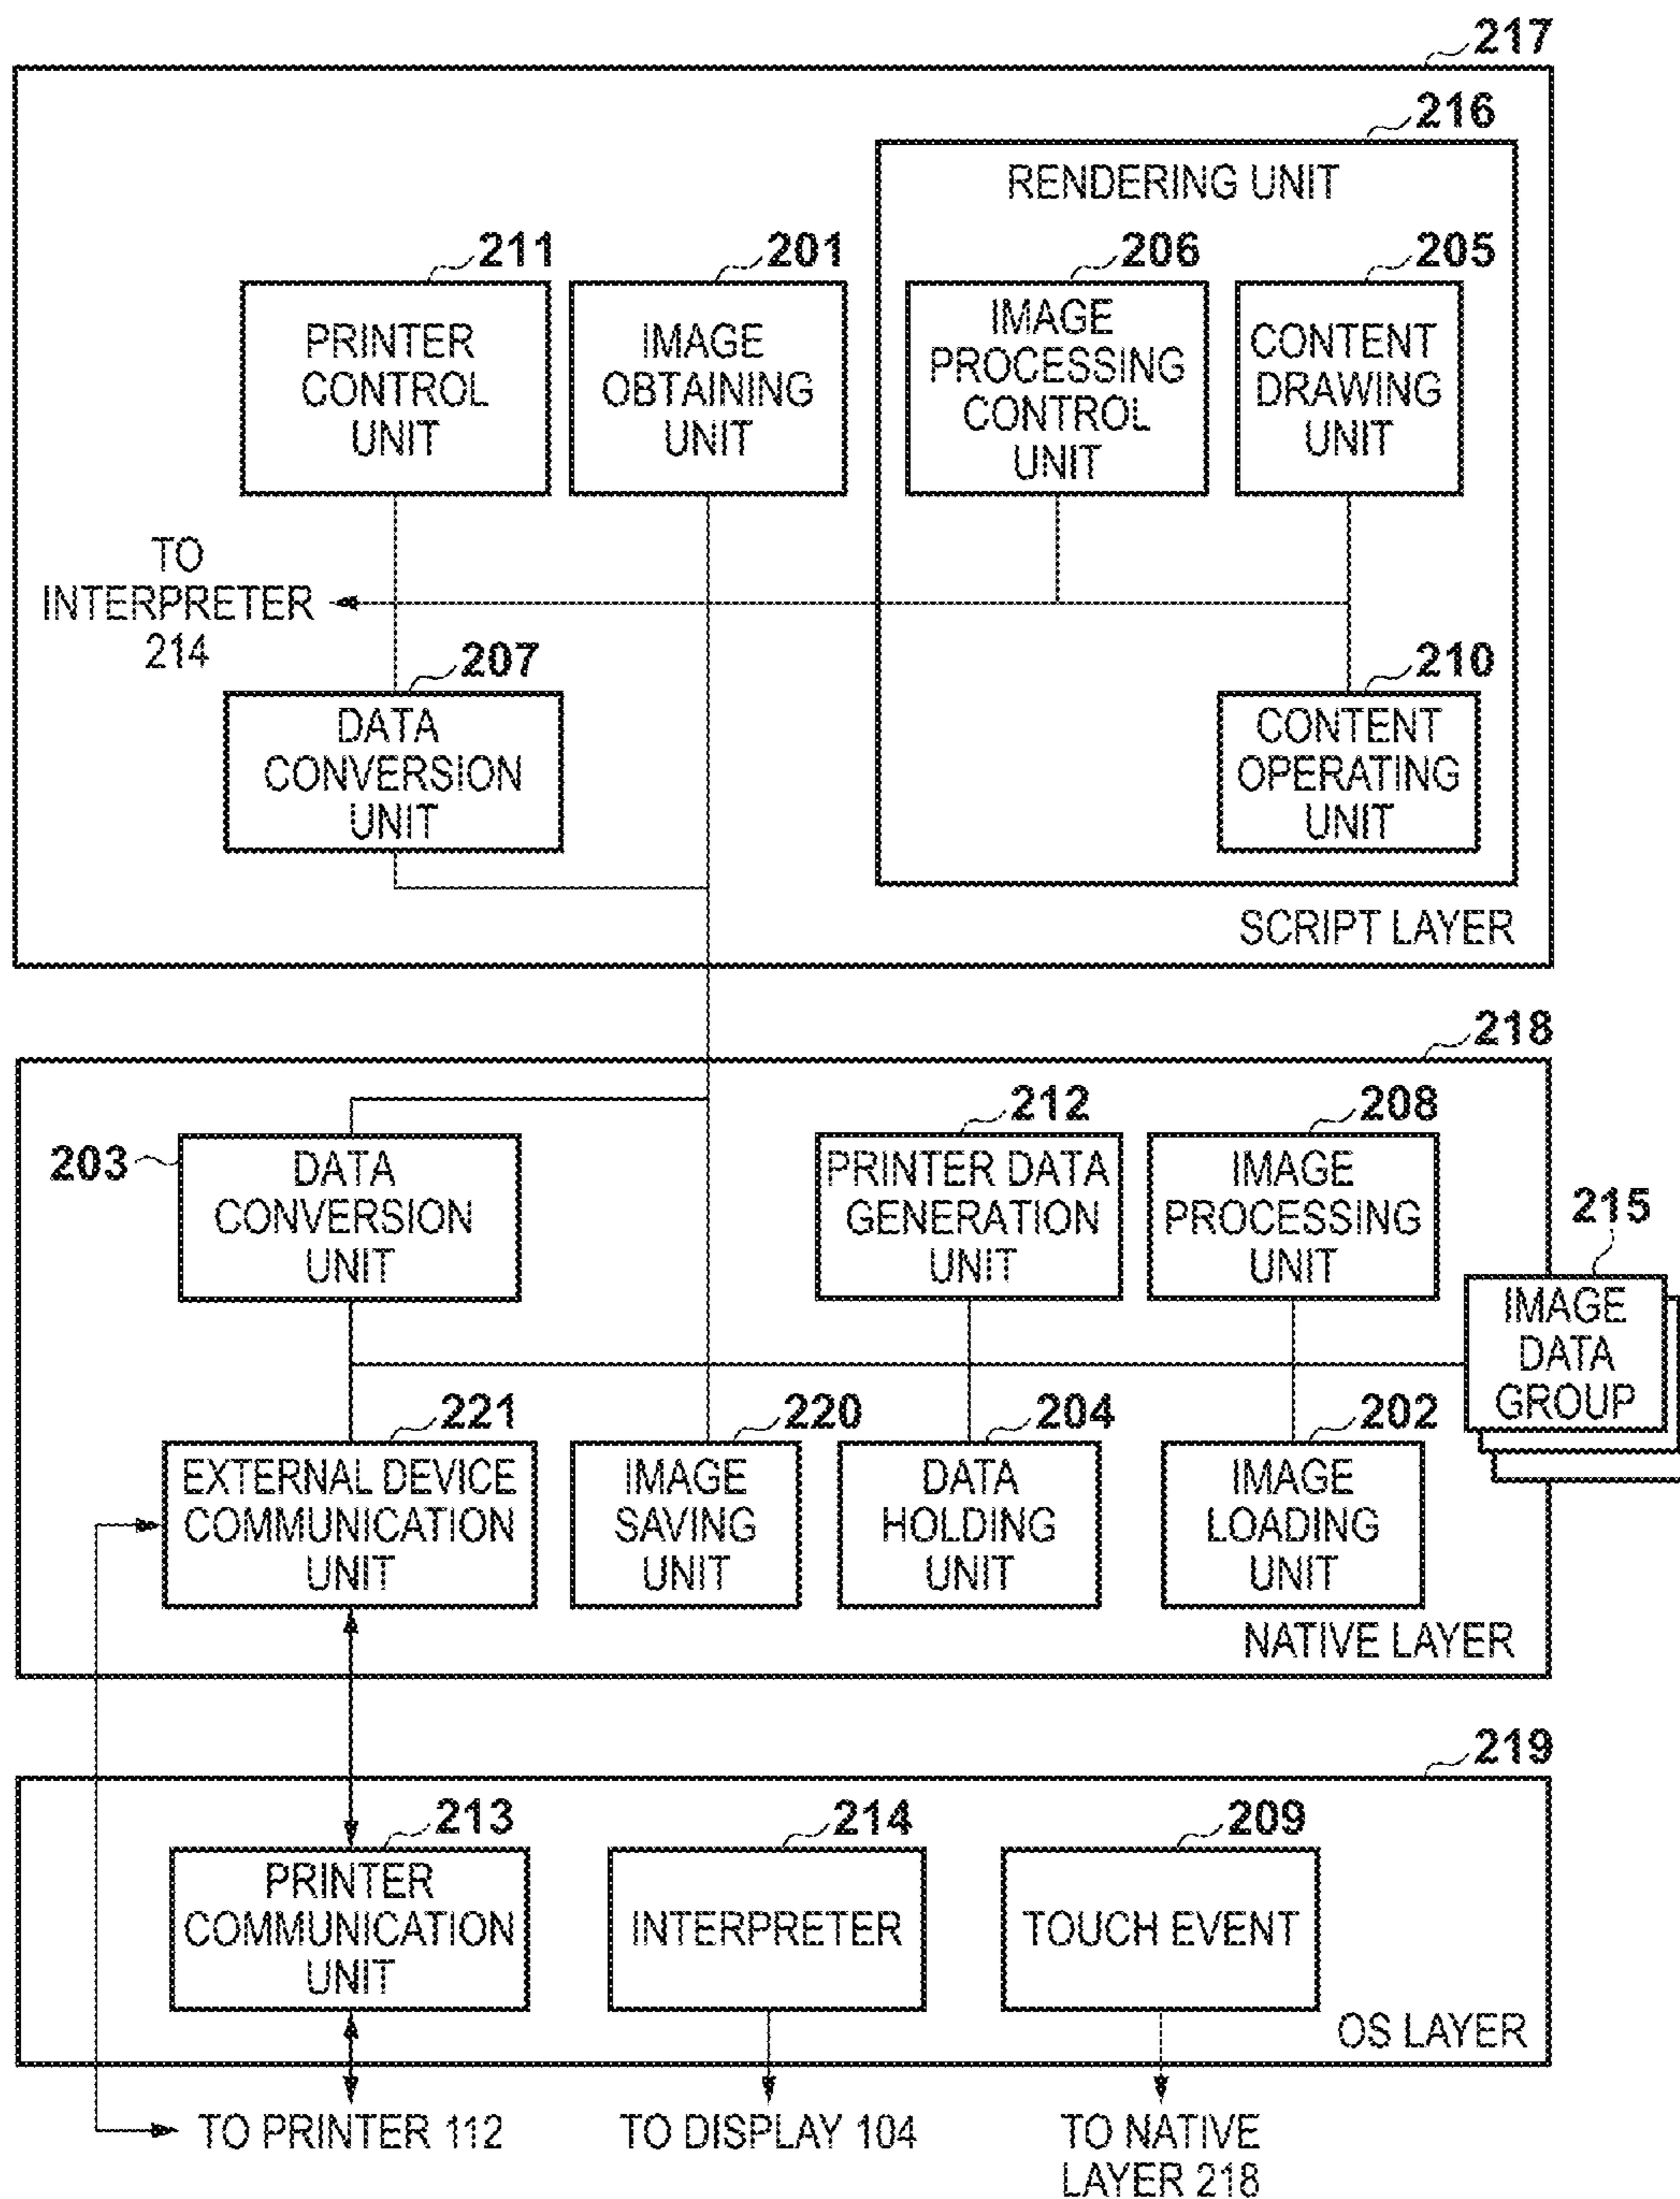 217
216
RENDERING UNIT
211
201
206
205
PRINTER
CONTROL
UNIT
IMAGE
OBTAINING
UNIT
IMAGE
PROCESSING
CONTROL
UNIT
CONTENT
DRAWING
UNIT
TO
INTERPRETER
214
207
210
DATA
CONVERSION
UNIT
CONTENT
OPERATING
UNIT
SCRIPT LAYER
218
212
208
203
DATA
CONVERSION
UNIT
PRINTER DATA
GENERATION
UNIT
IMAGE
PROCESSING
UNIT
215
IMAGE
DATA
GROUP
221
220
204
202
EXTERNAL DEVICE
COMMUNICATION
UNIT
IMAGE
SAVING
UNIT
DATA
HOLDING
UNIT
IMAGE
LOADING
UNIT
NATIVE LAYER
219
213
214
209
PRINTER
COMMUNICATION
UNIT
INTERPRETER
TOUCH EVENT
OS LAYER
TO PRINTER 112
TO DISPLAY 104
TO NATIVE
LAYER 218